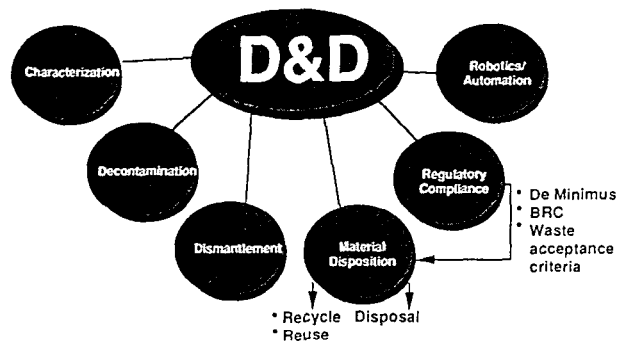 D&D
Characterization
Robotics/
Automation
Decontamination
Regulatory
Compliance
• De Minimus
• BRC
• Waste
acceptance
criteria
Dismantlement
Material
Disposition
• Recycle
• Reuse
Disposal